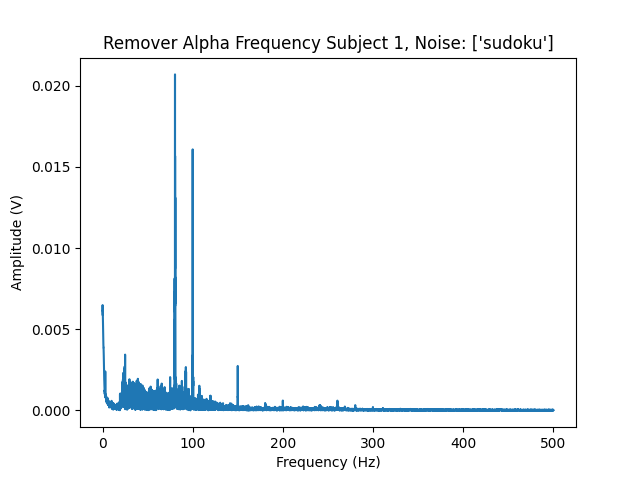 Remover Alpha Frequency Subject 1, Noise: ['sudoku']
Amplitude (V)
0.020
0.015
0.010
0.005
0.000
0 100 200 300 400 500
Frequency (Hz)